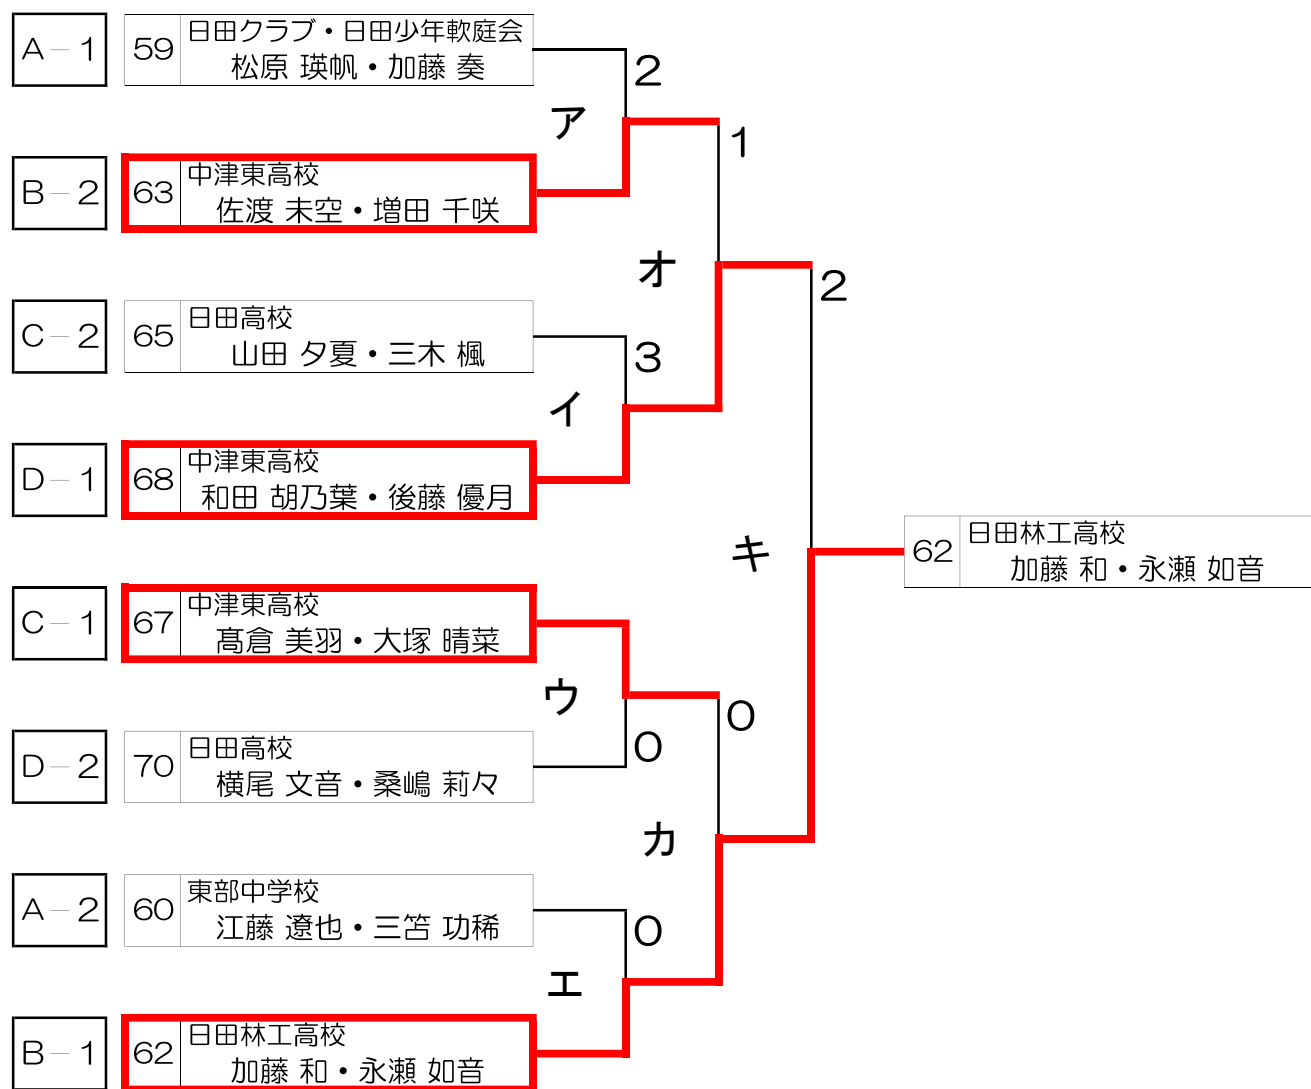 A－1
59
日田クラブ・日田少年軟庭会
松原 瑛帆・加藤 奏
2
ア
1
B－2
63
中津東高校
佐渡 未空・増田 千咲
オ
2
C－2
65
日田高校
山田 夕夏・三木 楓
3
イ
D－1
68
中津東高校
和田 胡乃葉・後藤 優月
キ
62
日田林工高校
加藤 和・永瀬 如音
C－1
67
中津東高校
髙倉 美羽・大塚 晴菜
ウ
0
D－2
70
日田高校
横尾 文音・桑嶋 莉々
0
カ
A－2
60
東部中学校
江藤 遼也・三笘 功稀
0
エ
B－1
62
日田林工高校
加藤 和・永瀬 如音